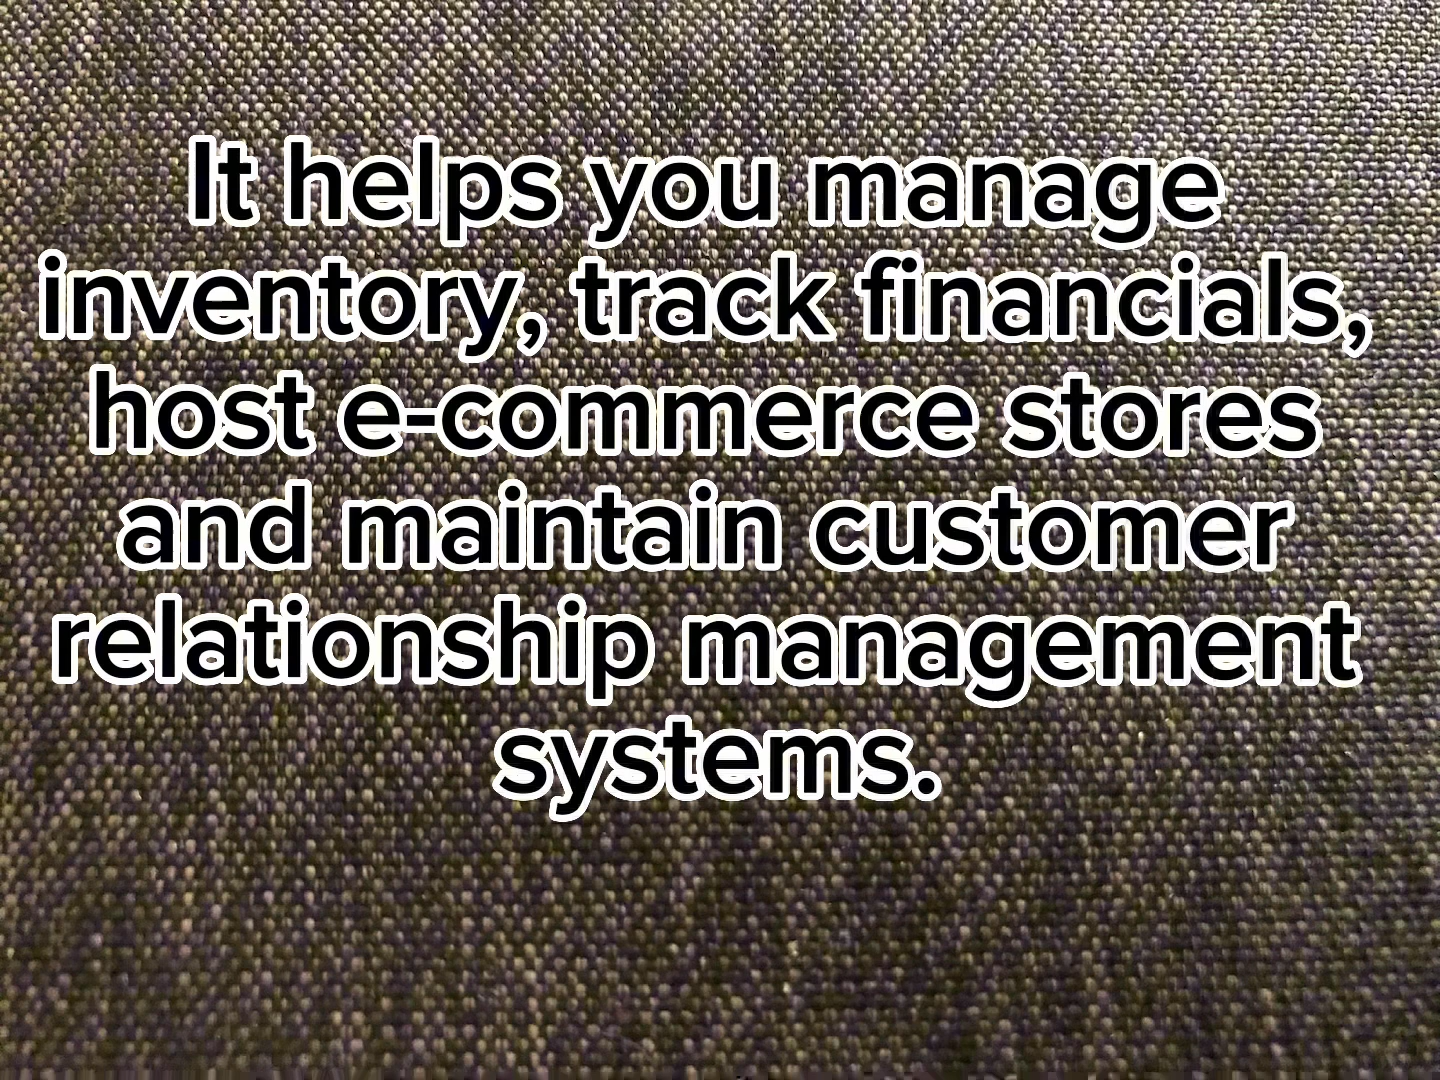 It helps you manage
inventory, track financials,
host e-commerce stores
and maintain customer
relationship management
systems.